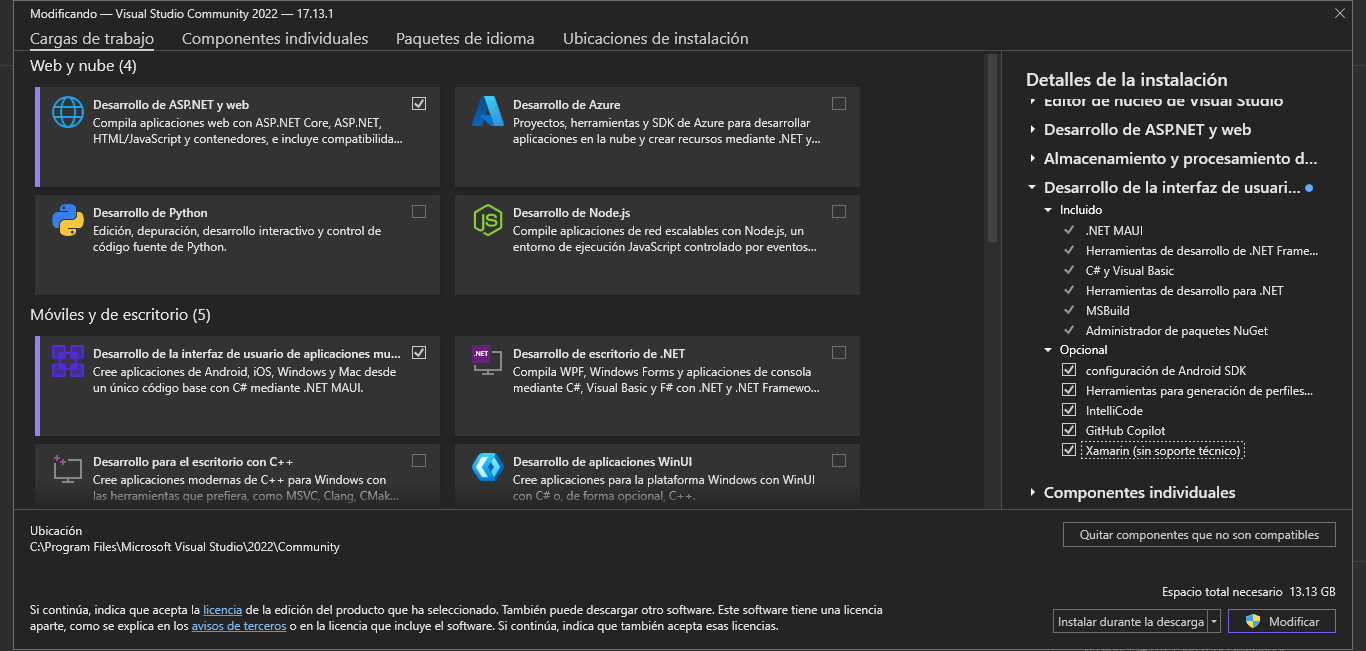 Modificando — Visual Studio Community 2022 — 17.13.1
Cargas de trabajo
Componentes individuales
Paquetes de idioma
Ubicaciones de instalación
Web y nube (4)
Desarrollo de ASP.NET y web
Compila aplicaciones web con ASP.NET Core, ASP.NET,
HTML/JavaScript y contenedores, e incluye compatibilida...
Desarrollo de Azure
Proyectos, herramientas y SDK de Azure para desarrollar
aplicaciones en la nube y crear recursos mediante .NET y...
Desarrollo de Python
Edición, depuración, desarrollo interactivo y control de
código fuente de Python.
JS
Desarrollo de Node.js
Compile aplicaciones de red escalables con Node.js, un
entorno de ejecución JavaScript controlado por eventos...
Móviles y de escritorio (5)
Desarrollo de la interfaz de usuario de aplicaciones mu...
Cree aplicaciones de Android, iOS, Windows y Mac desde
un único código base con C# mediante .NET MAUI.
.NET
Desarrollo de escritorio de .NET
Compila WPF, Windows Forms y aplicaciones de consola
mediante C#, Visual Basic y F# con .NET y .NET Framewo...
Desarrollo para el escritorio con C++
Cree aplicaciones modernas de C++ para Windows con
las herramientas que prefiera, como MSVC, Clang, CMak...
Desarrollo de aplicaciones WinUI
Cree aplicaciones para la plataforma Windows con WinUI
con C# o, de forma opcional, C++.
Detalles de la instalación
Editor de núcleo de Visual Studio
Desarrollo de ASP.NET y web
Almacenamiento y procesamiento d...
Desarrollo de la interfaz de usuari...
Incluido
.NET MAUI
Herramientas de desarrollo de .NET Frame...
C# y Visual Basic
Herramientas de desarrollo para .NET
MSBuild
Administrador de paquetes NuGet
Opcional
configuración de Android SDK
Herramientas para generación de perfiles...
IntelliCode
GitHub Copilot
Xamarin (sin soporte técnico)
Componentes individuales
Ubicación
C:\Program Files\Microsoft Visual Studio\2022\Community
Quitar componentes que no son compatibles
Espacio total necesario 13.13 GB
Si continúa, indica que acepta la licencia de la edición del producto que ha seleccionado. También puede descargar otro software. Este software tiene una licencia
aparte, como se explica en los avisos de terceros o en la licencia que incluye el software. Si continúa, indica que también acepta esas licencias.
Instalar durante la descarga
Modificar